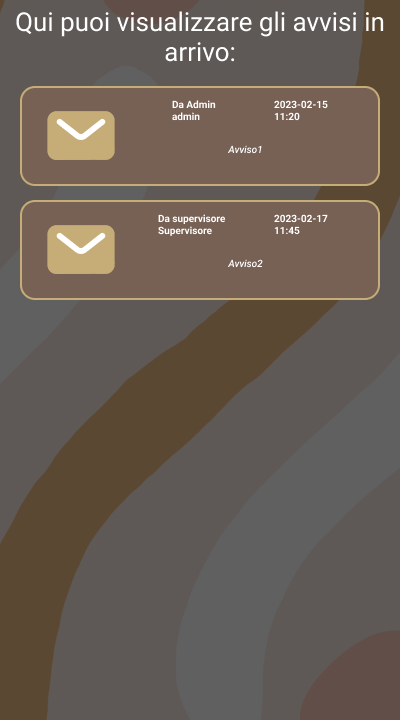 Qui puoi visualizzare gli avvisi in
arrivo:
Da Admin
admin
2023-02-15
11:20
Avviso1
Da supervisore
Supervisore
2023-02-17
11:45
Avviso2